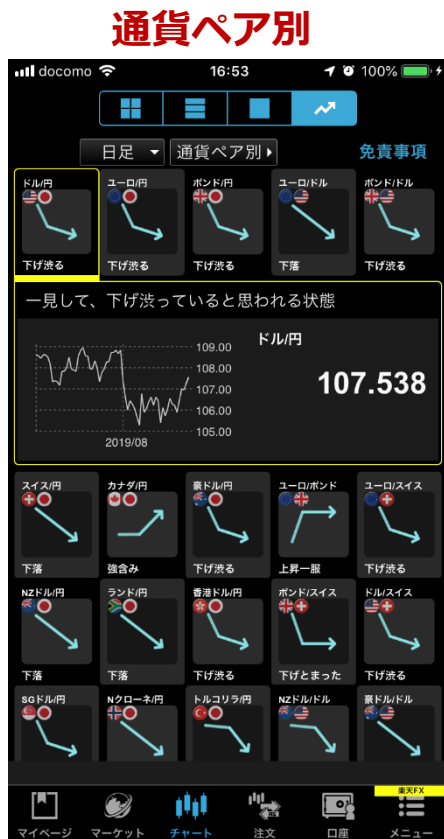 通貨ペア別
docomo 16:53 100%
日足 通貨ペア別 免責事項
ドル/円 ユーロ/円 ポンド/円 ユーロ/ドル ポンド/ドル
下げ渋る 下げ渋る 下げ渋る 下落 下げ渋る
一見して、下げ渋っていると思われる状態
ドル/円
107.538
109.00
108.00
107.00
106.00
105.00
2019/08
スイス/円 カナダ/円 豪ドル/円 ユーロ/ポンド ユーロ/スイス
下落 強含み 下げ渋る 上昇一服 下げ渋る
NZドル/円 ランド/円 香港ドル/円 ポンド/スイス ドル/スイス
下落 下落 下げ渋る 下げとまった 下げ渋る
SGドル/円 Nクローネ/円 トルコリラ/円 NZドル/ドル 豪ドル/ドル
楽天FX
マイページ マーケット チャート 注文 口座 メニュー